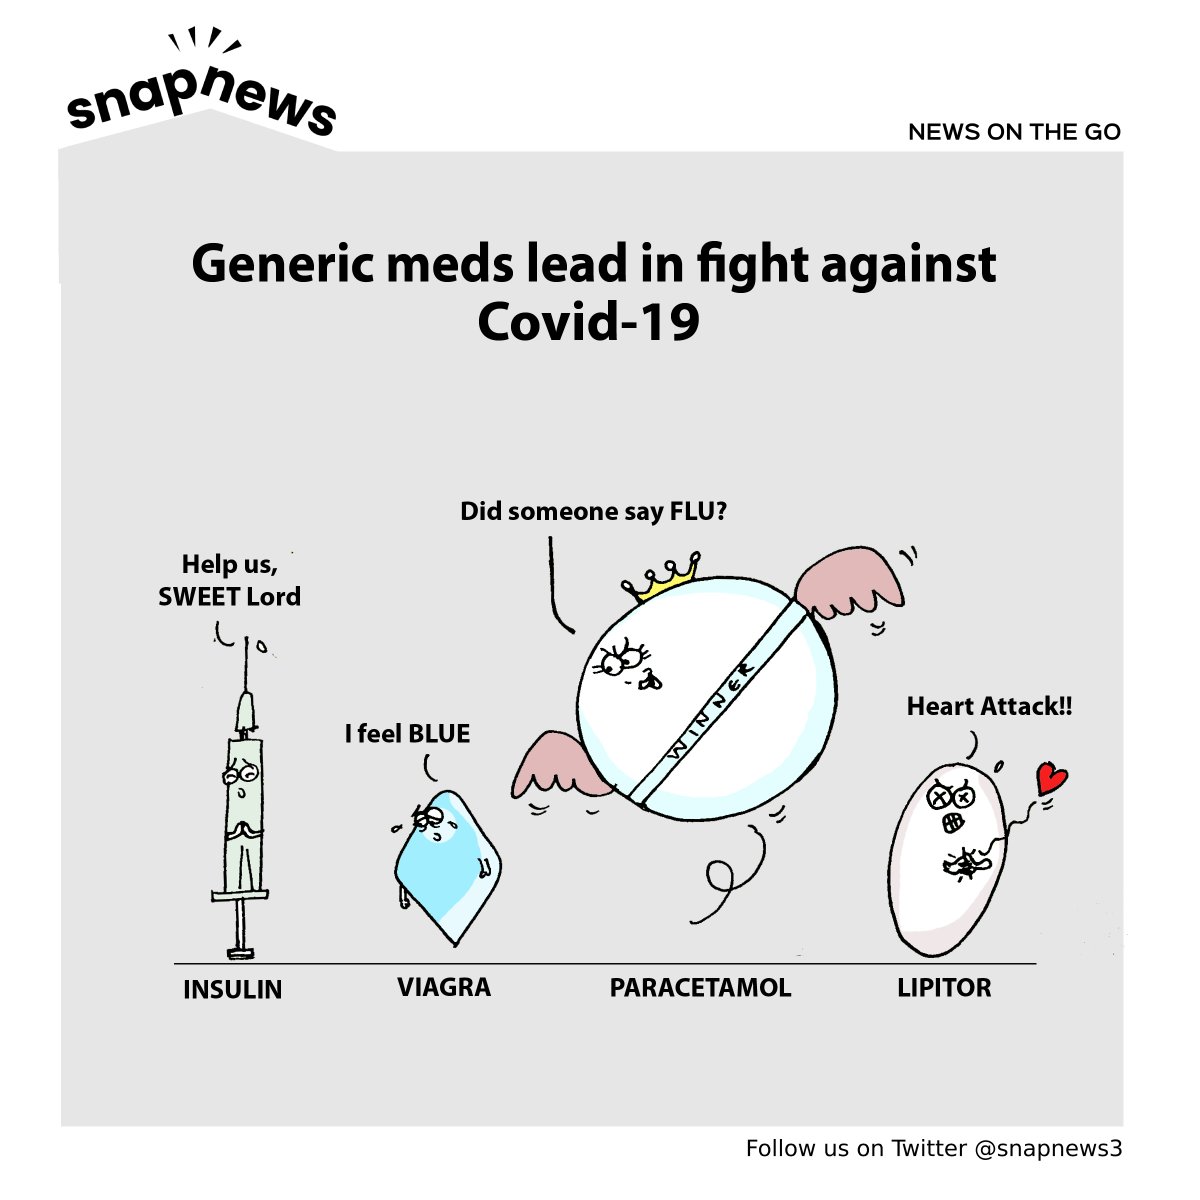 snapnews
NEWS ON THE GO
Generic meds lead in fight against
Covid-19
Did someone say FLU?
Help us,
SWEET Lord
I feel BLUE
WINNER
Heart Attack!!
INSULIN
VIAGRA
PARACETAMOL
LIPITOR
Follow us on Twitter @snapnews3